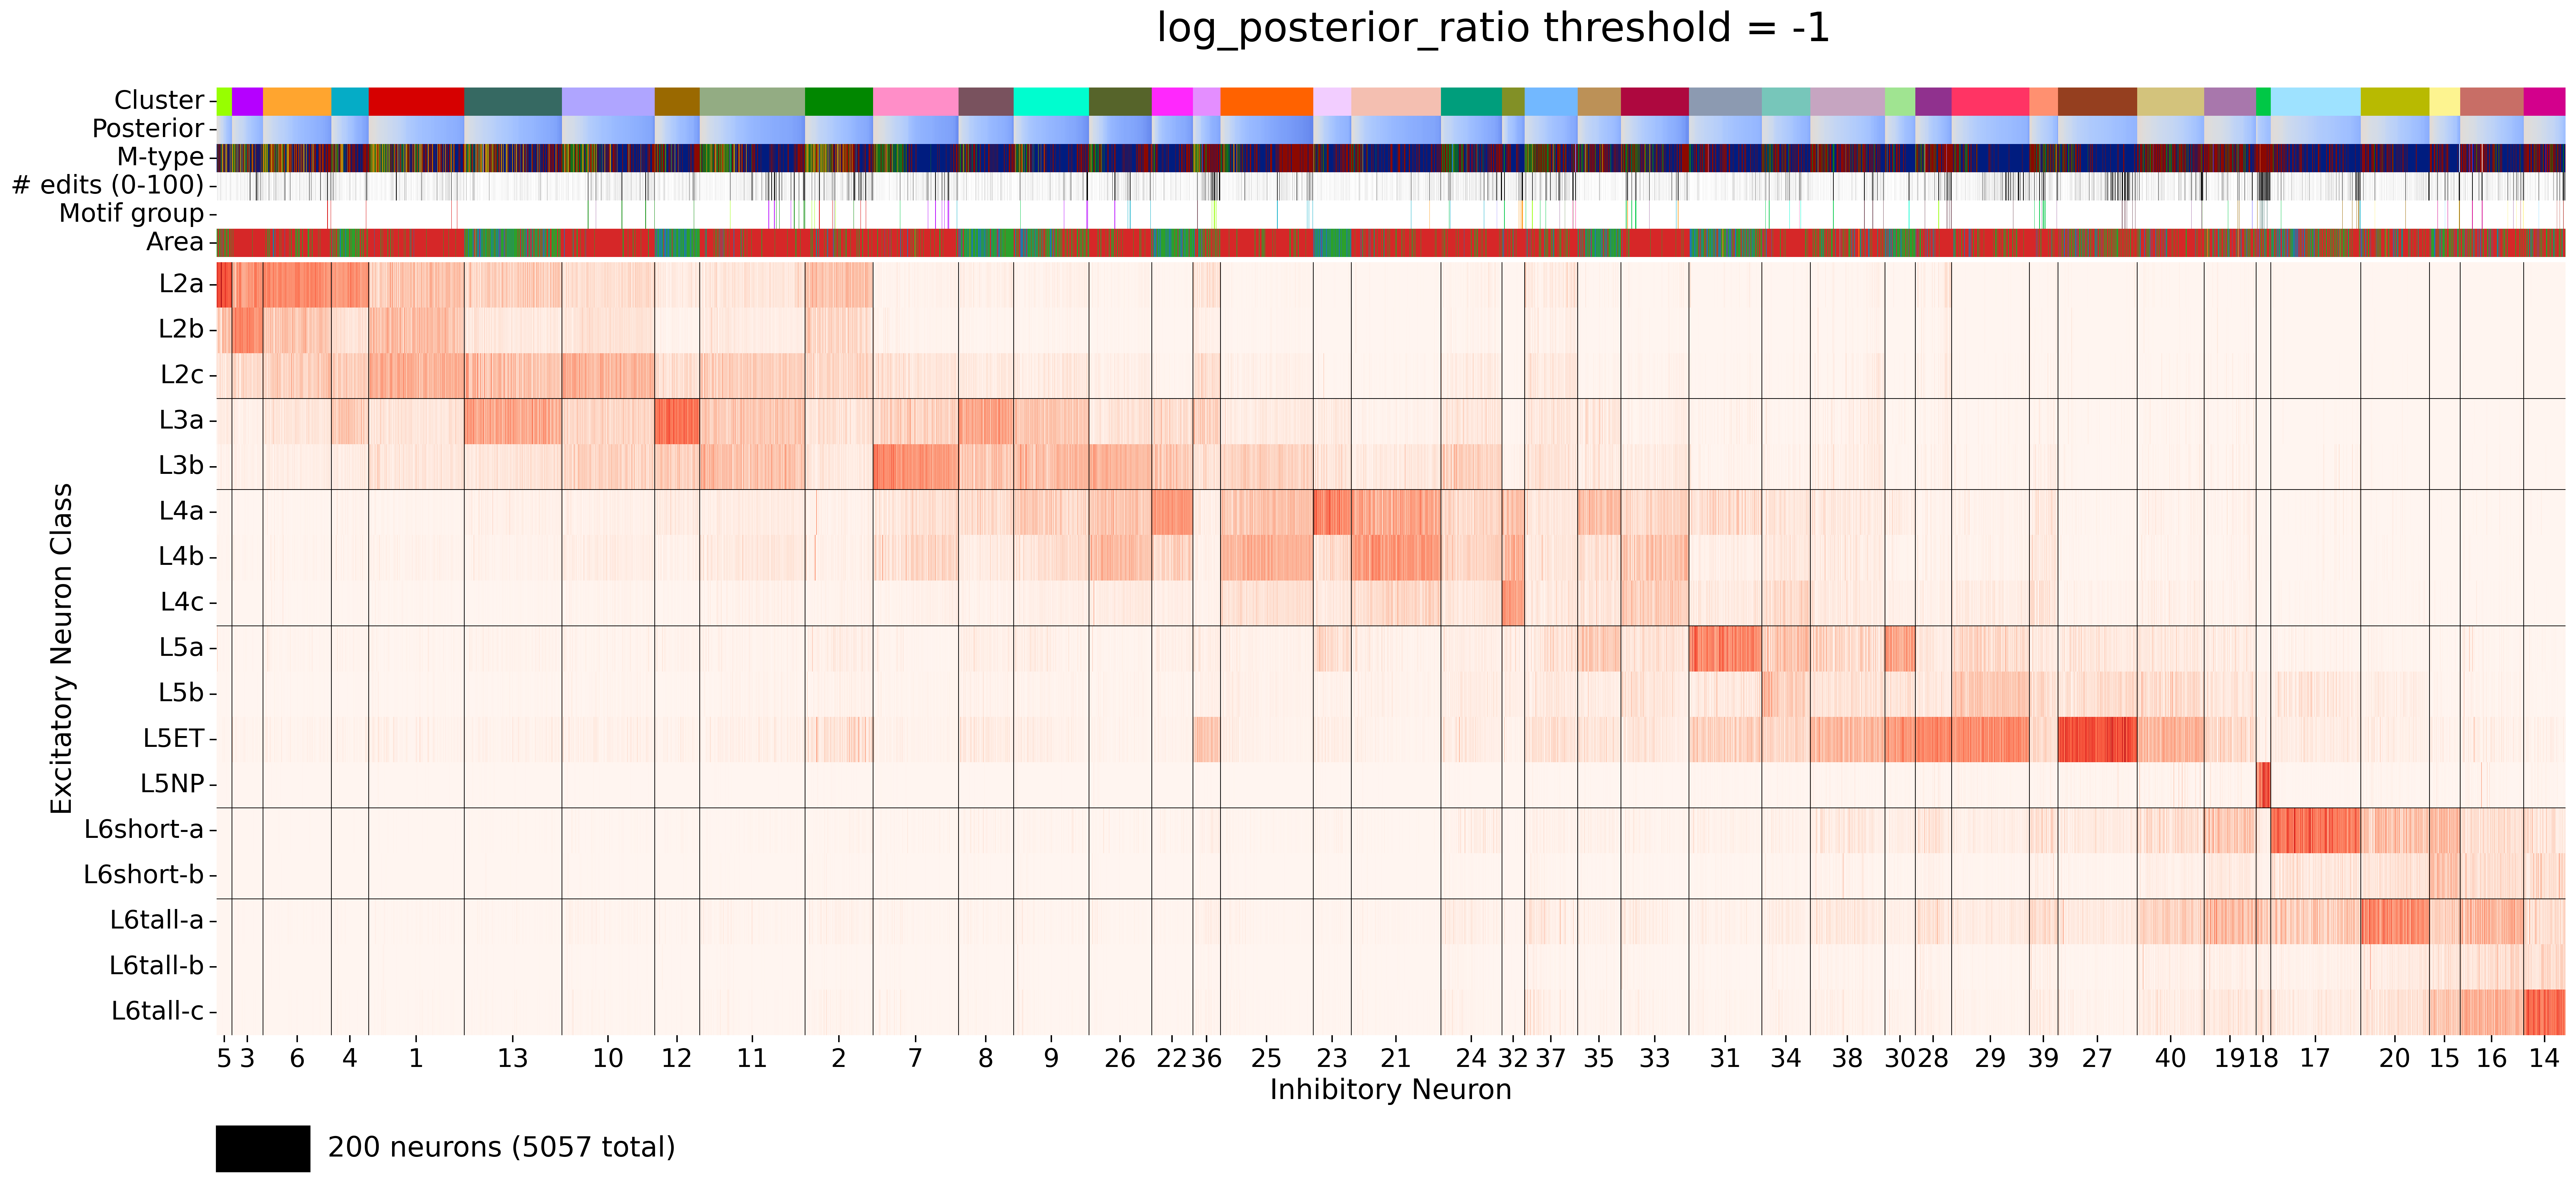 log_posterior_ratio threshold = -1
Cluster
Posterior
M-type
# edits (0-100)
Motif group
Area
Excitatory Neuron Class
L2a
L2b
L2c
L3a
L3b
L4a
L4b
L4c
L5a
L5b
L5ET
L5NP
L6short-a
L6short-b
L6tall-a
L6tall-b
L6tall-c
5 3 6 4 1 13 10 12 11 2 7 8 9 26 22 36 25 23 21 24 32 37 35 33 31 34 38 30 28 29 39 27 40 19 18 17 20 15 16 14
Inhibitory Neuron
200 neurons (5057 total)